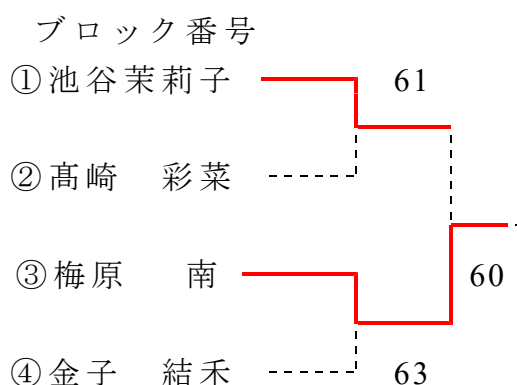 ブロック番号
①池谷茉莉子 61
②髙崎 彩菜
③梅原 南 60
④金子 結禾 63